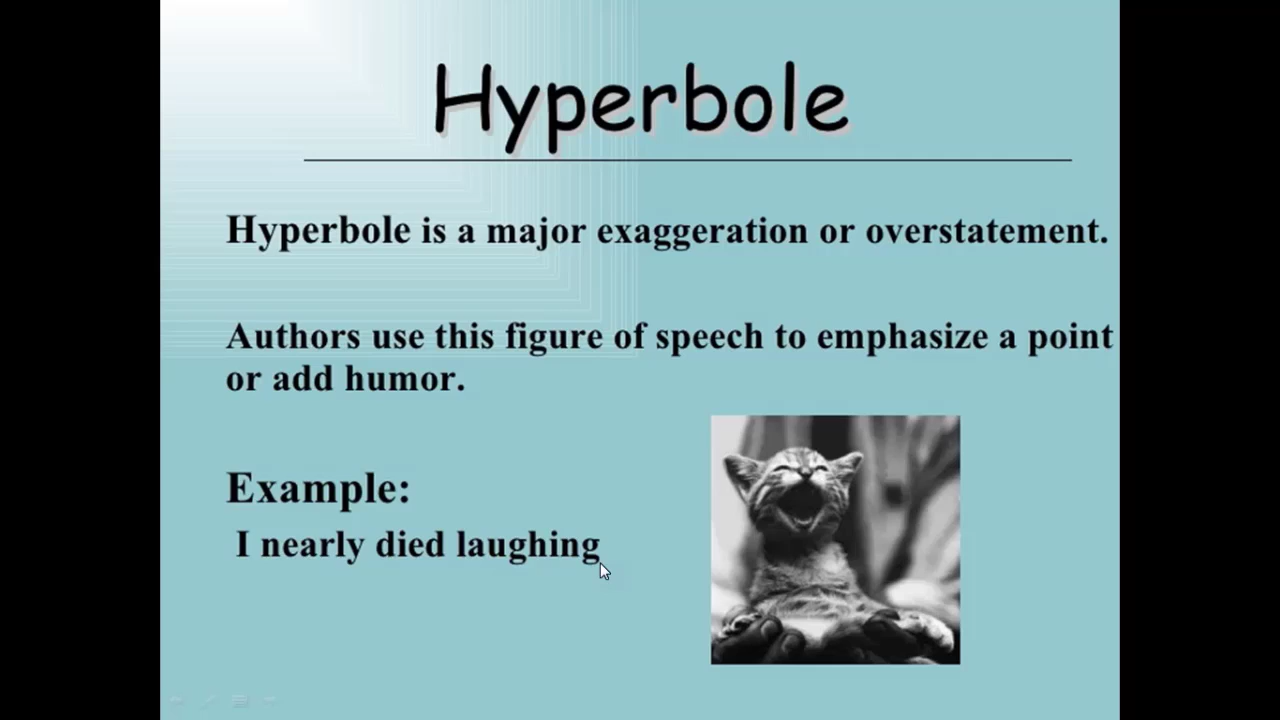 Hyperbole
Hyperbole is a major exaggeration or overstatement.
Authors use this figure of speech to emphasize a point
or add humor.
Example:
I nearly died laughing